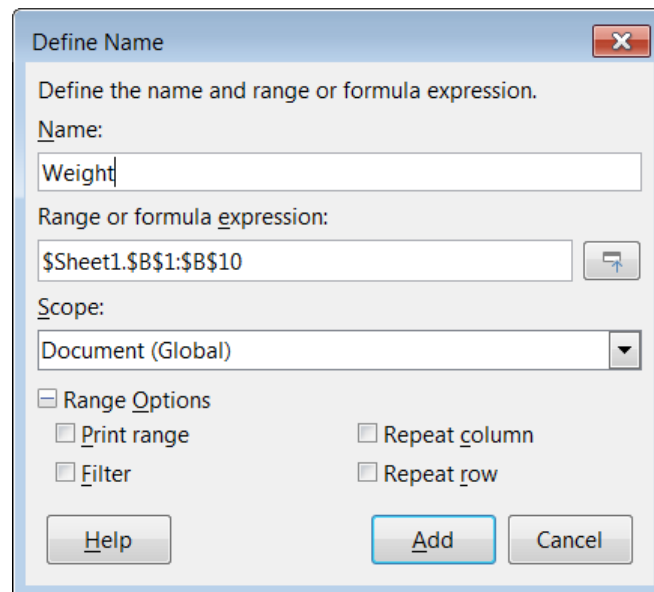 Define Name
Define the name and range or formula expression.
Name:
Weight
Range or formula expression:
$Sheet1.$B$1:$B$10
Scope:
Document (Global)
Range Options
Print range Repeat column
Filter Repeat row
Help Add Cancel